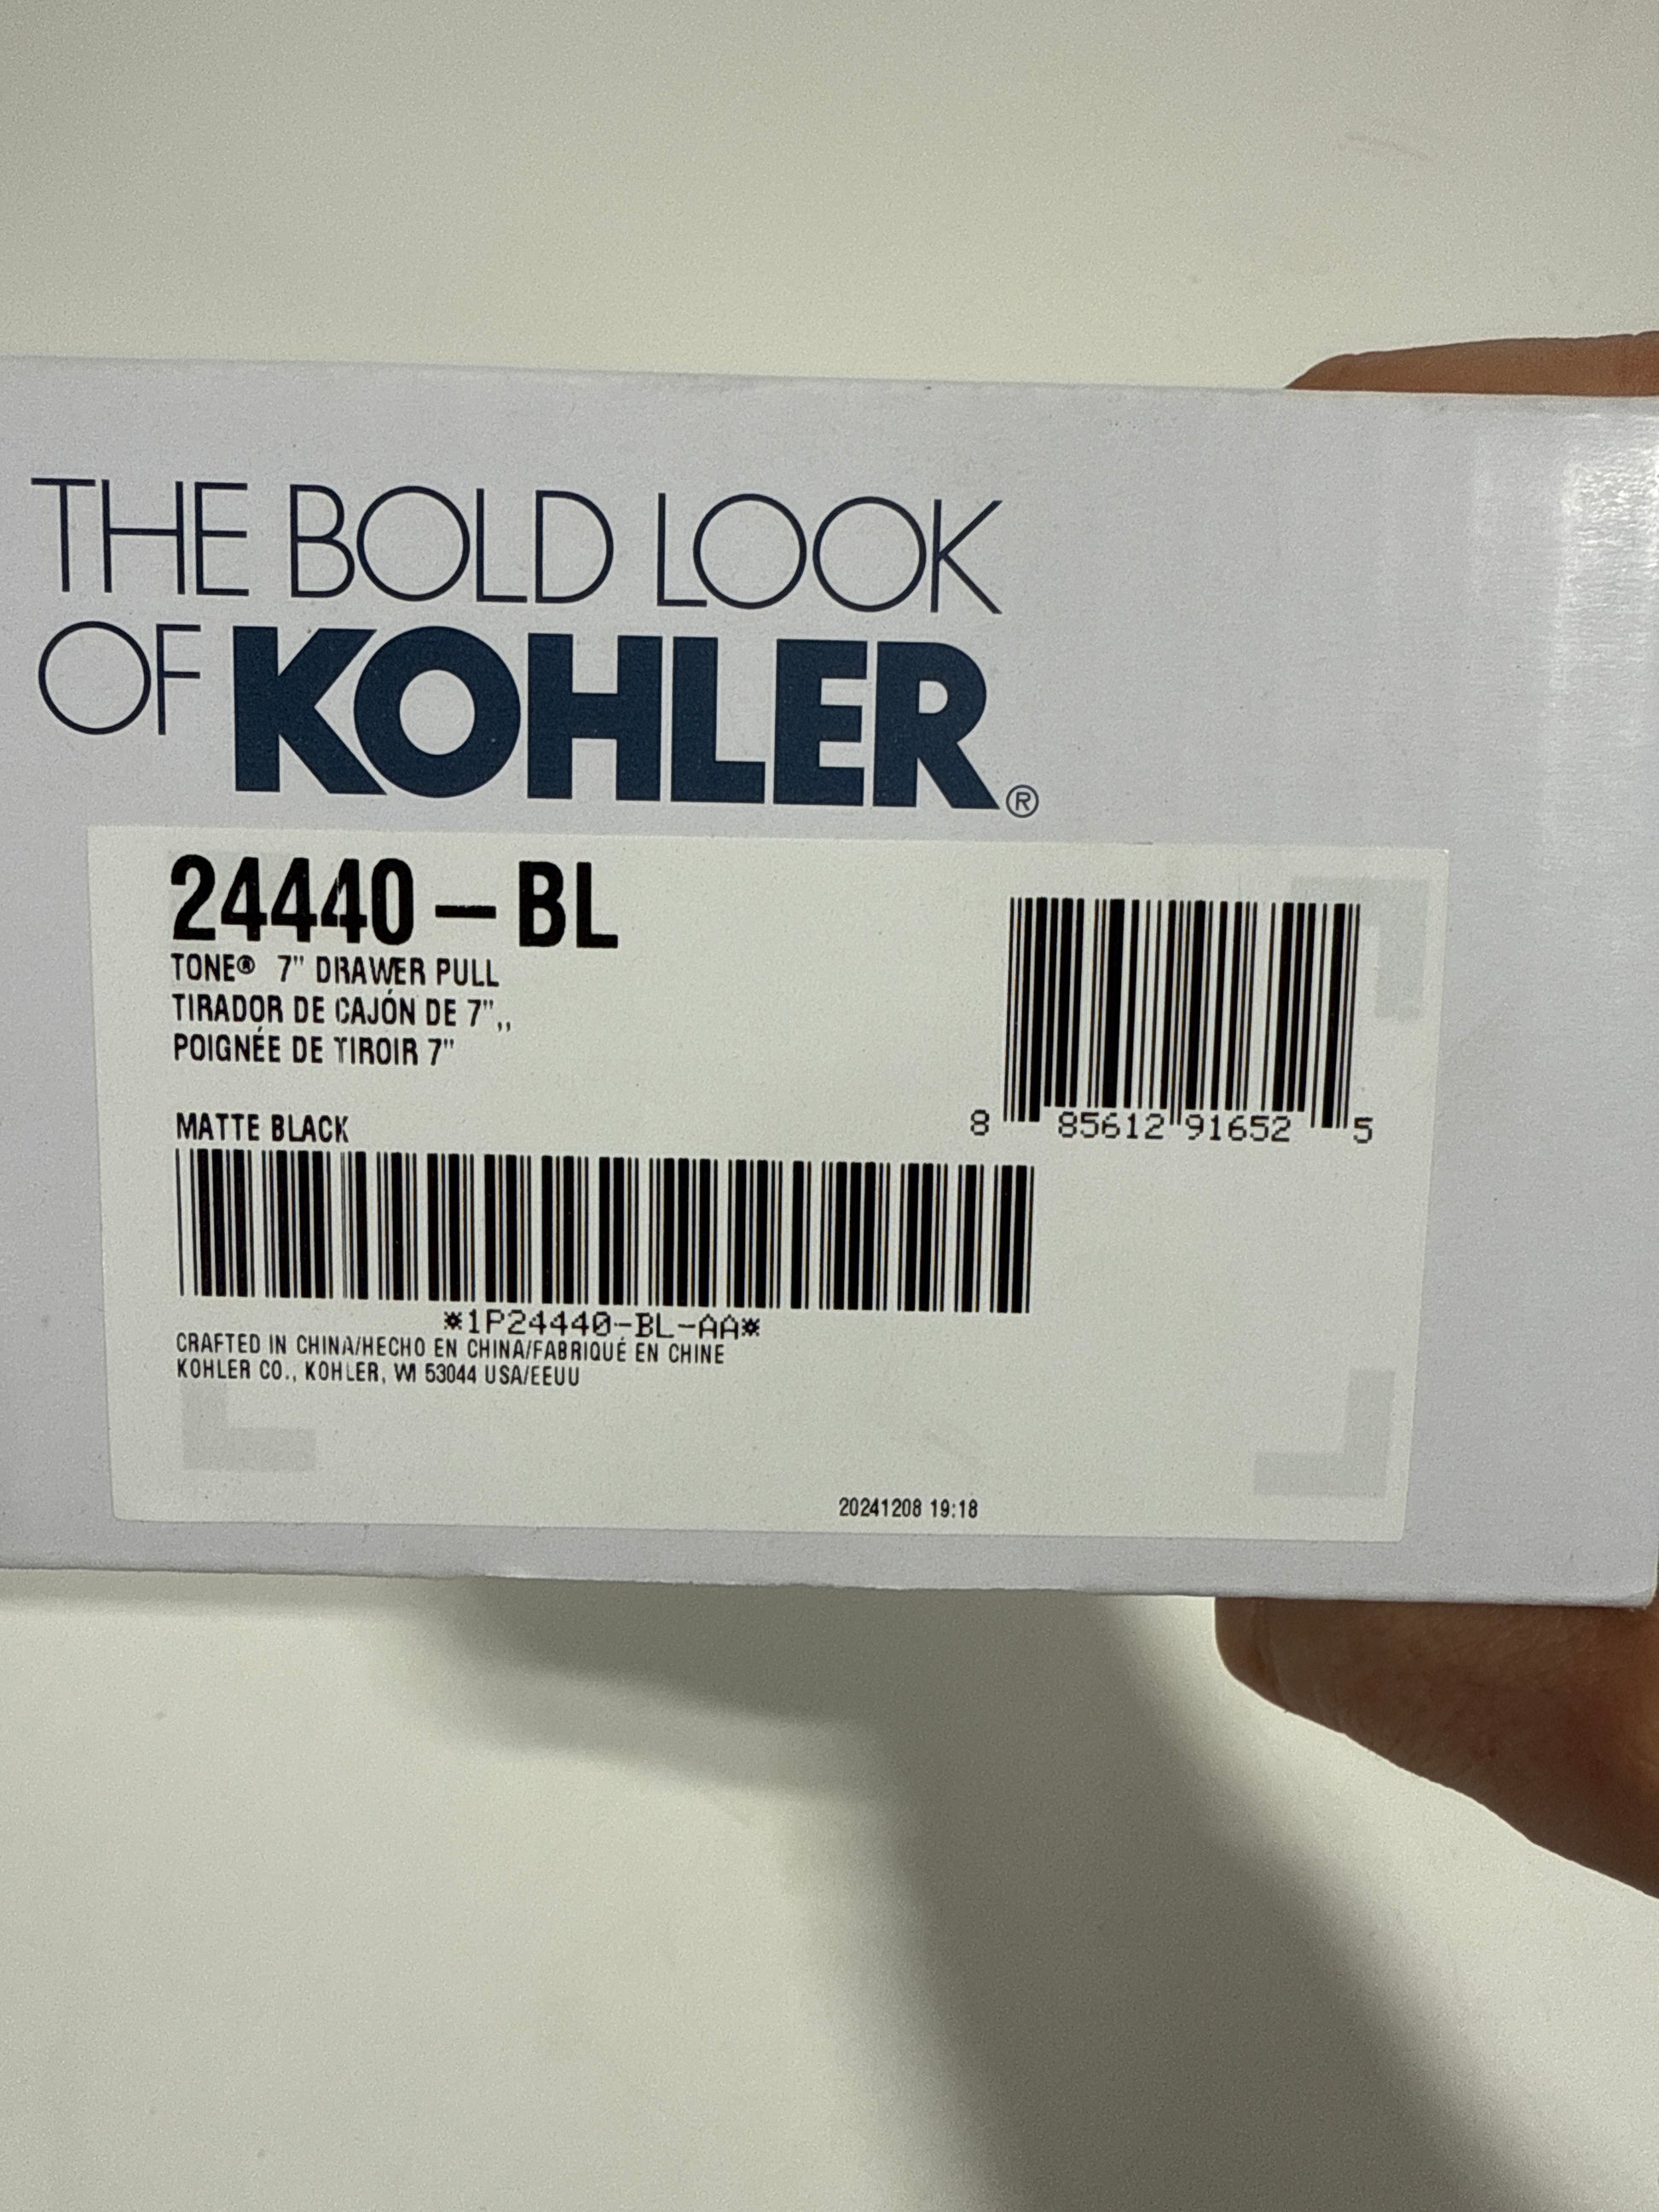 THE BOLD LOOK
OF KOHLER®
24440-BL
TONE® 7" DRAWER PULL
TIRADOR DE CAJÓN DE 7",,
POIGNÉE DE TIROIR 7"
8 85612 91652 5
MATTE BLACK
*1P24440-BL-AA*
CRAFTED IN CHINA/HECHO EN CHINA/FABRIQUÉ EN CHINE
KOHLER CO., KOHLER, WI 53044 USA/EEUU
20241208 19:18